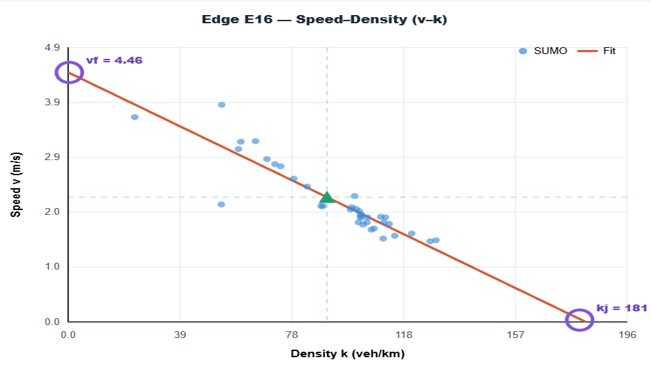 Edge E16 — Speed–Density (v–k)
SUMO
Fit
vf = 4.46
kj = 181
Speed v (m/s)
4.9
3.9
2.9
2.0
1.0
0.0
0.0
39
78
118
157
196
Density k (veh/km)